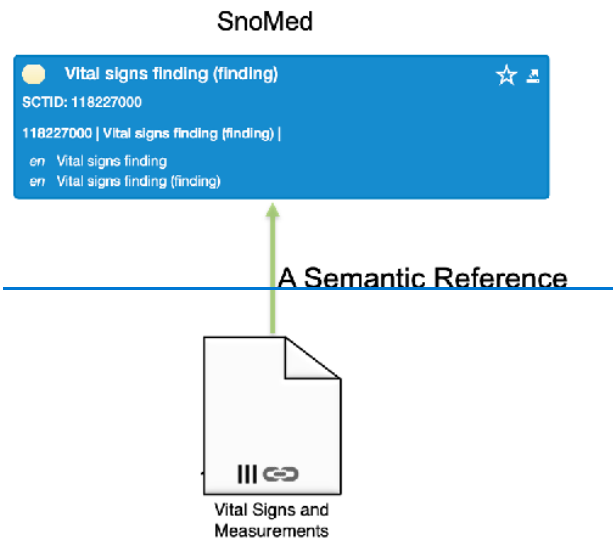 SnoMed
Vital signs finding (finding)
SCTID: 118227000
118227000 | Vital signs finding (finding) |
en Vital signs finding
en Vital signs finding (finding)
A Semantic Reference
Vital Signs and
Measurements